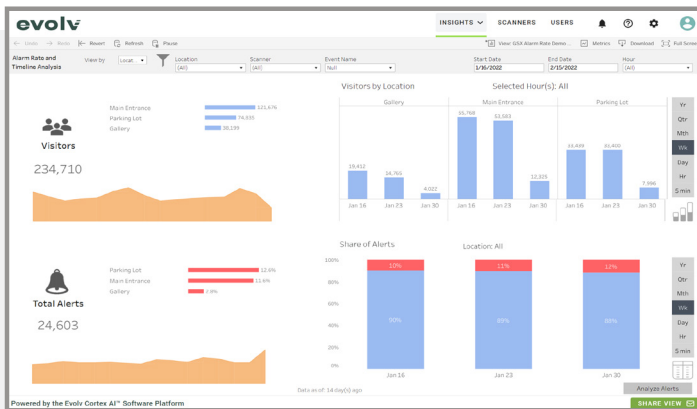 evolv
INSIGHTS SCANNERS USERS
Undo Redo Revert Refresh Pause
View: GSX Alarm Rate Demo... Metrics Download Full Screen
Alarm Rate and
Timeline Analysis
View by Locat..
Location
(All)
Scanner
(All)
Event Name
Null
Start Date
1/16/2022
End Date
2/15/2022
Hour
(All)
Visitors
234,710
Main Entrance 121,676
Parking Lot
Gallery 38,199
Visitors by Location Selected Hour(s): All
Gallery Main Entrance Parking Lot
19,412
14,765
4,022
55,768
53,583
12,325
33,400
7,996
Jan 16 Jan 23 Jan 30 Jan 16 Jan 23 Jan 30 Jan 16 Jan 23 Jan 30
Yr
Qtr
Mth
Wk
Day
Hr
5 min
Total Alerts
24,603
Parking Lot 12.6%
Main Entrance 11.6%
Gallery
Share of Alerts Location: All
100%
80%
60%
40%
20%
0%
10% 11% 12%
90% 89% 88%
Jan 16 Jan 23 Jan 30
Yr
Qtr
Mth
Wk
Day
Hr
5 min
Data as of: 14 day(s) ago
Analyze Alerts
Powered by the Evolv Cortex AI™ Software Platform
SHARE VIEW